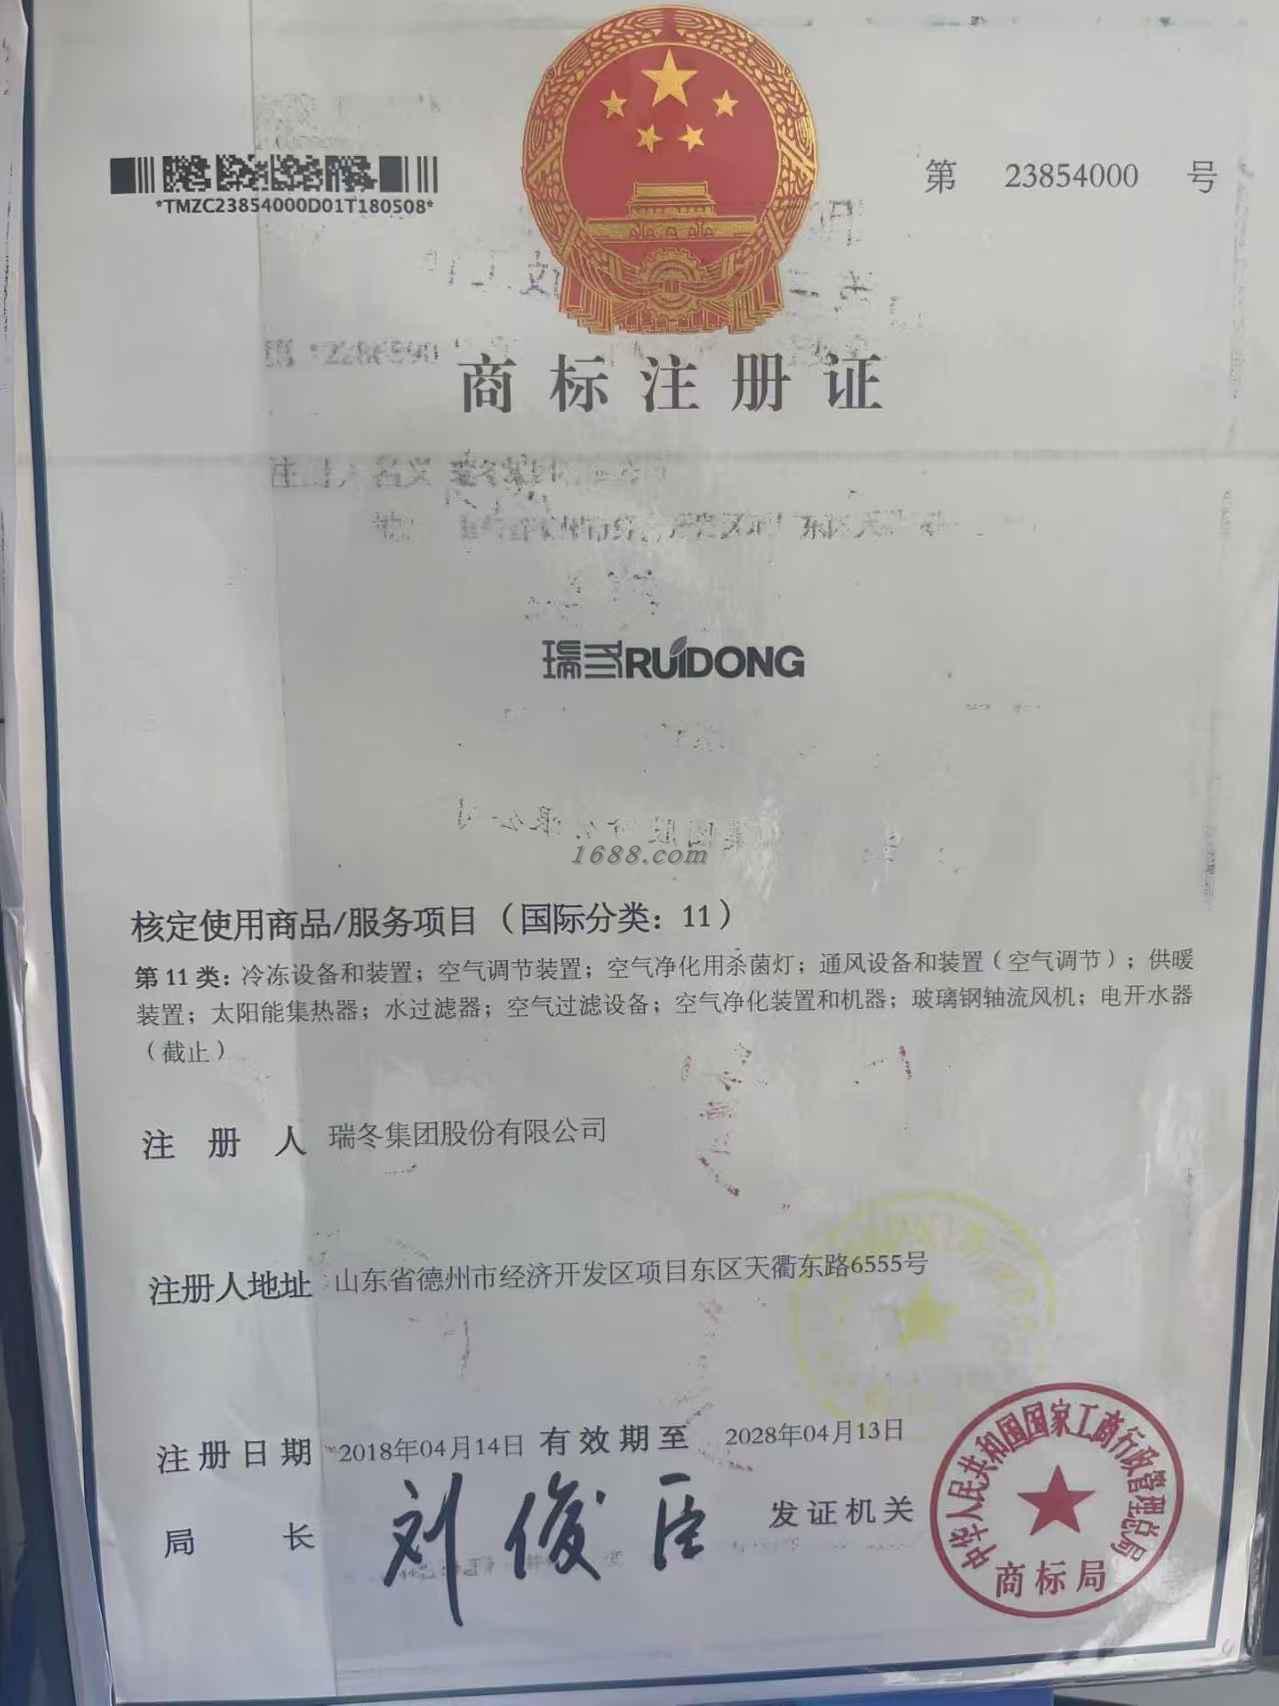 第 23854000 号
*TMZC23854000D01T180508*
商标注册证
瑞冬RUIDONG
1688.com
核定使用商品/服务项目（国际分类：11）
第11类：冷冻设备和装置；空气调节装置；空气净化用杀菌灯；通风设备和装置（空气调节）；供暖
装置；太阳能集热器；水过滤器；空气过滤设备；空气净化装置和机器；玻璃钢轴流风机；电开水器
（截止）
注册人 瑞冬集团股份有限公司
注册人地址 山东省德州市经济开发区项目东区天衢东路6555号
注册日期 2018年04月14日 有效期至 2028年04月13日
局长 刘俊臣 发证机关
中华人民共和国国家工商行政管理总局
商标局